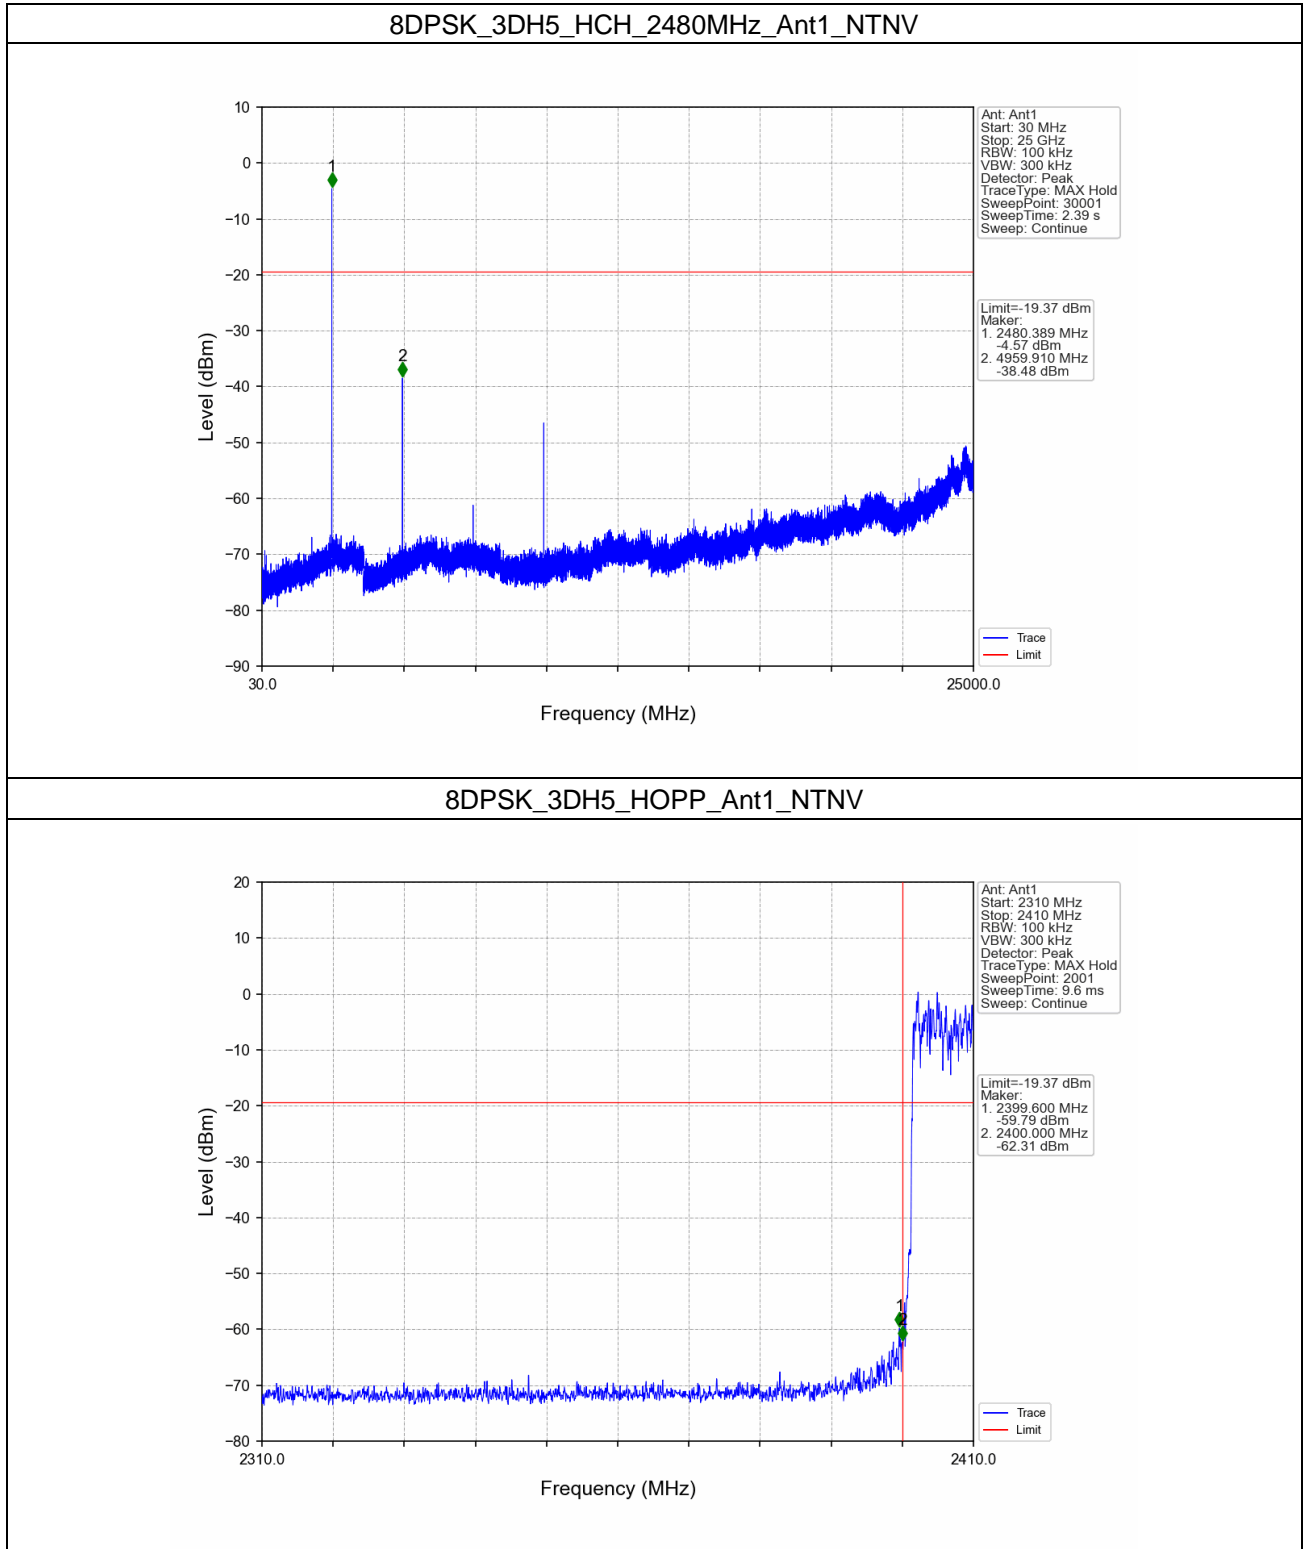 8DPSK_3DH5_HCH_2480MHz_Ant1_NTNV
10
0
−10
−20
−30
−40
−50
−60
−70
−80
−90
Level (dBm)
1
2
30.0
25000.0
Frequency (MHz)
Ant: Ant1
Start: 30 MHz
Stop: 25 GHz
RBW: 100 kHz
VBW: 300 kHz
Detector: Peak
TraceType: MAX Hold
SweepPoint: 30001
SweepTime: 2.39 s
Sweep: Continue
Limit=-19.37 dBm
Maker:
1. 2480.389 MHz
-4.57 dBm
2. 4959.910 MHz
-38.48 dBm
Trace
Limit
8DPSK_3DH5_HOPP_Ant1_NTNV
20
10
0
−10
−20
−30
−40
−50
−60
−70
−80
Level (dBm)
1
2
2310.0
2410.0
Frequency (MHz)
Ant: Ant1
Start: 2310 MHz
Stop: 2410 MHz
RBW: 100 kHz
VBW: 300 kHz
Detector: Peak
TraceType: MAX Hold
SweepPoint: 2001
SweepTime: 9.6 ms
Sweep: Continue
Limit=-19.37 dBm
Maker:
1. 2399.600 MHz
-59.79 dBm
2. 2400.000 MHz
-62.31 dBm
Trace
Limit